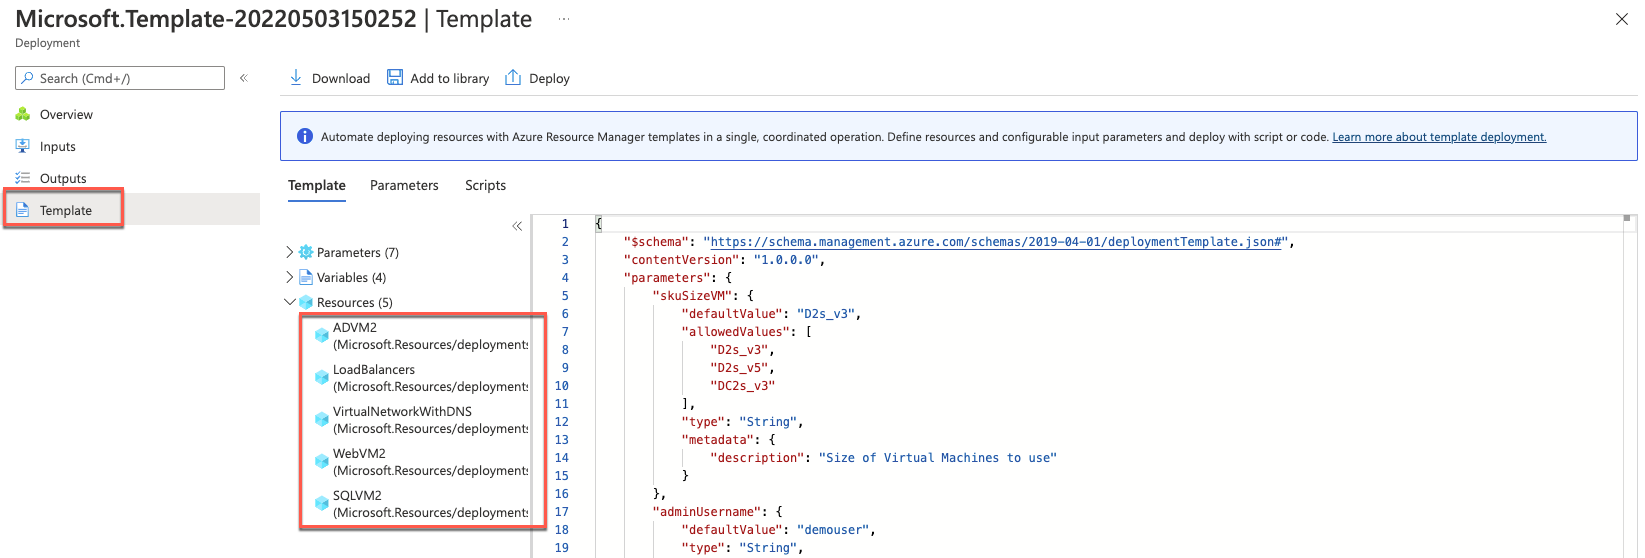 Microsoft.Template-20220503150252 | Template ...
Deployment
Search (Cmd+/)
«
Overview
Inputs
Outputs
Template
Download
Add to library
Deploy
Automate deploying resources with Azure Resource Manager templates in a single, coordinated operation. Define resources and configurable input parameters and deploy with script or code. Learn more about template deployment.
Template
Parameters
Scripts
«
Parameters (7)
Variables (4)
Resources (5)
ADVM2
(Microsoft.Resources/deployments
LoadBalancers
(Microsoft.Resources/deployments
VirtualNetworkWithDNS
(Microsoft.Resources/deployments
WebVM2
(Microsoft.Resources/deployments
SQLVM2
(Microsoft.Resources/deployments
1 {
2 "$schema": "https://schema.management.azure.com/schemas/2019-04-01/deploymentTemplate.json#",
3 "contentVersion": "1.0.0.0",
4 "parameters": {
5 "skuSizeVM": {
6 "defaultValue": "D2s_v3",
7 "allowedValues": [
8 "D2s_v3",
9 "D2s_v5",
10 "DC2s_v3"
11 ],
12 "type": "String",
13 "metadata": {
14 "description": "Size of Virtual Machines to use"
15 }
16 },
17 "adminUsername": {
18 "defaultValue": "demouser",
19 "type": "String",